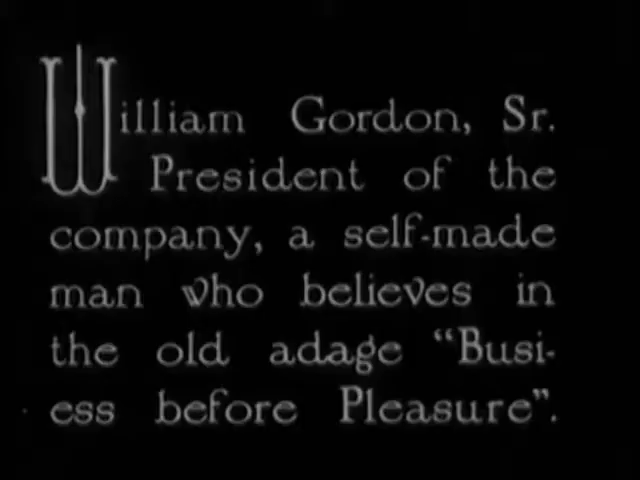 William Gordon, Sr.
President of the
company, a self-made
man who believes in
the old adage “Busi-
ess before Pleasure”.